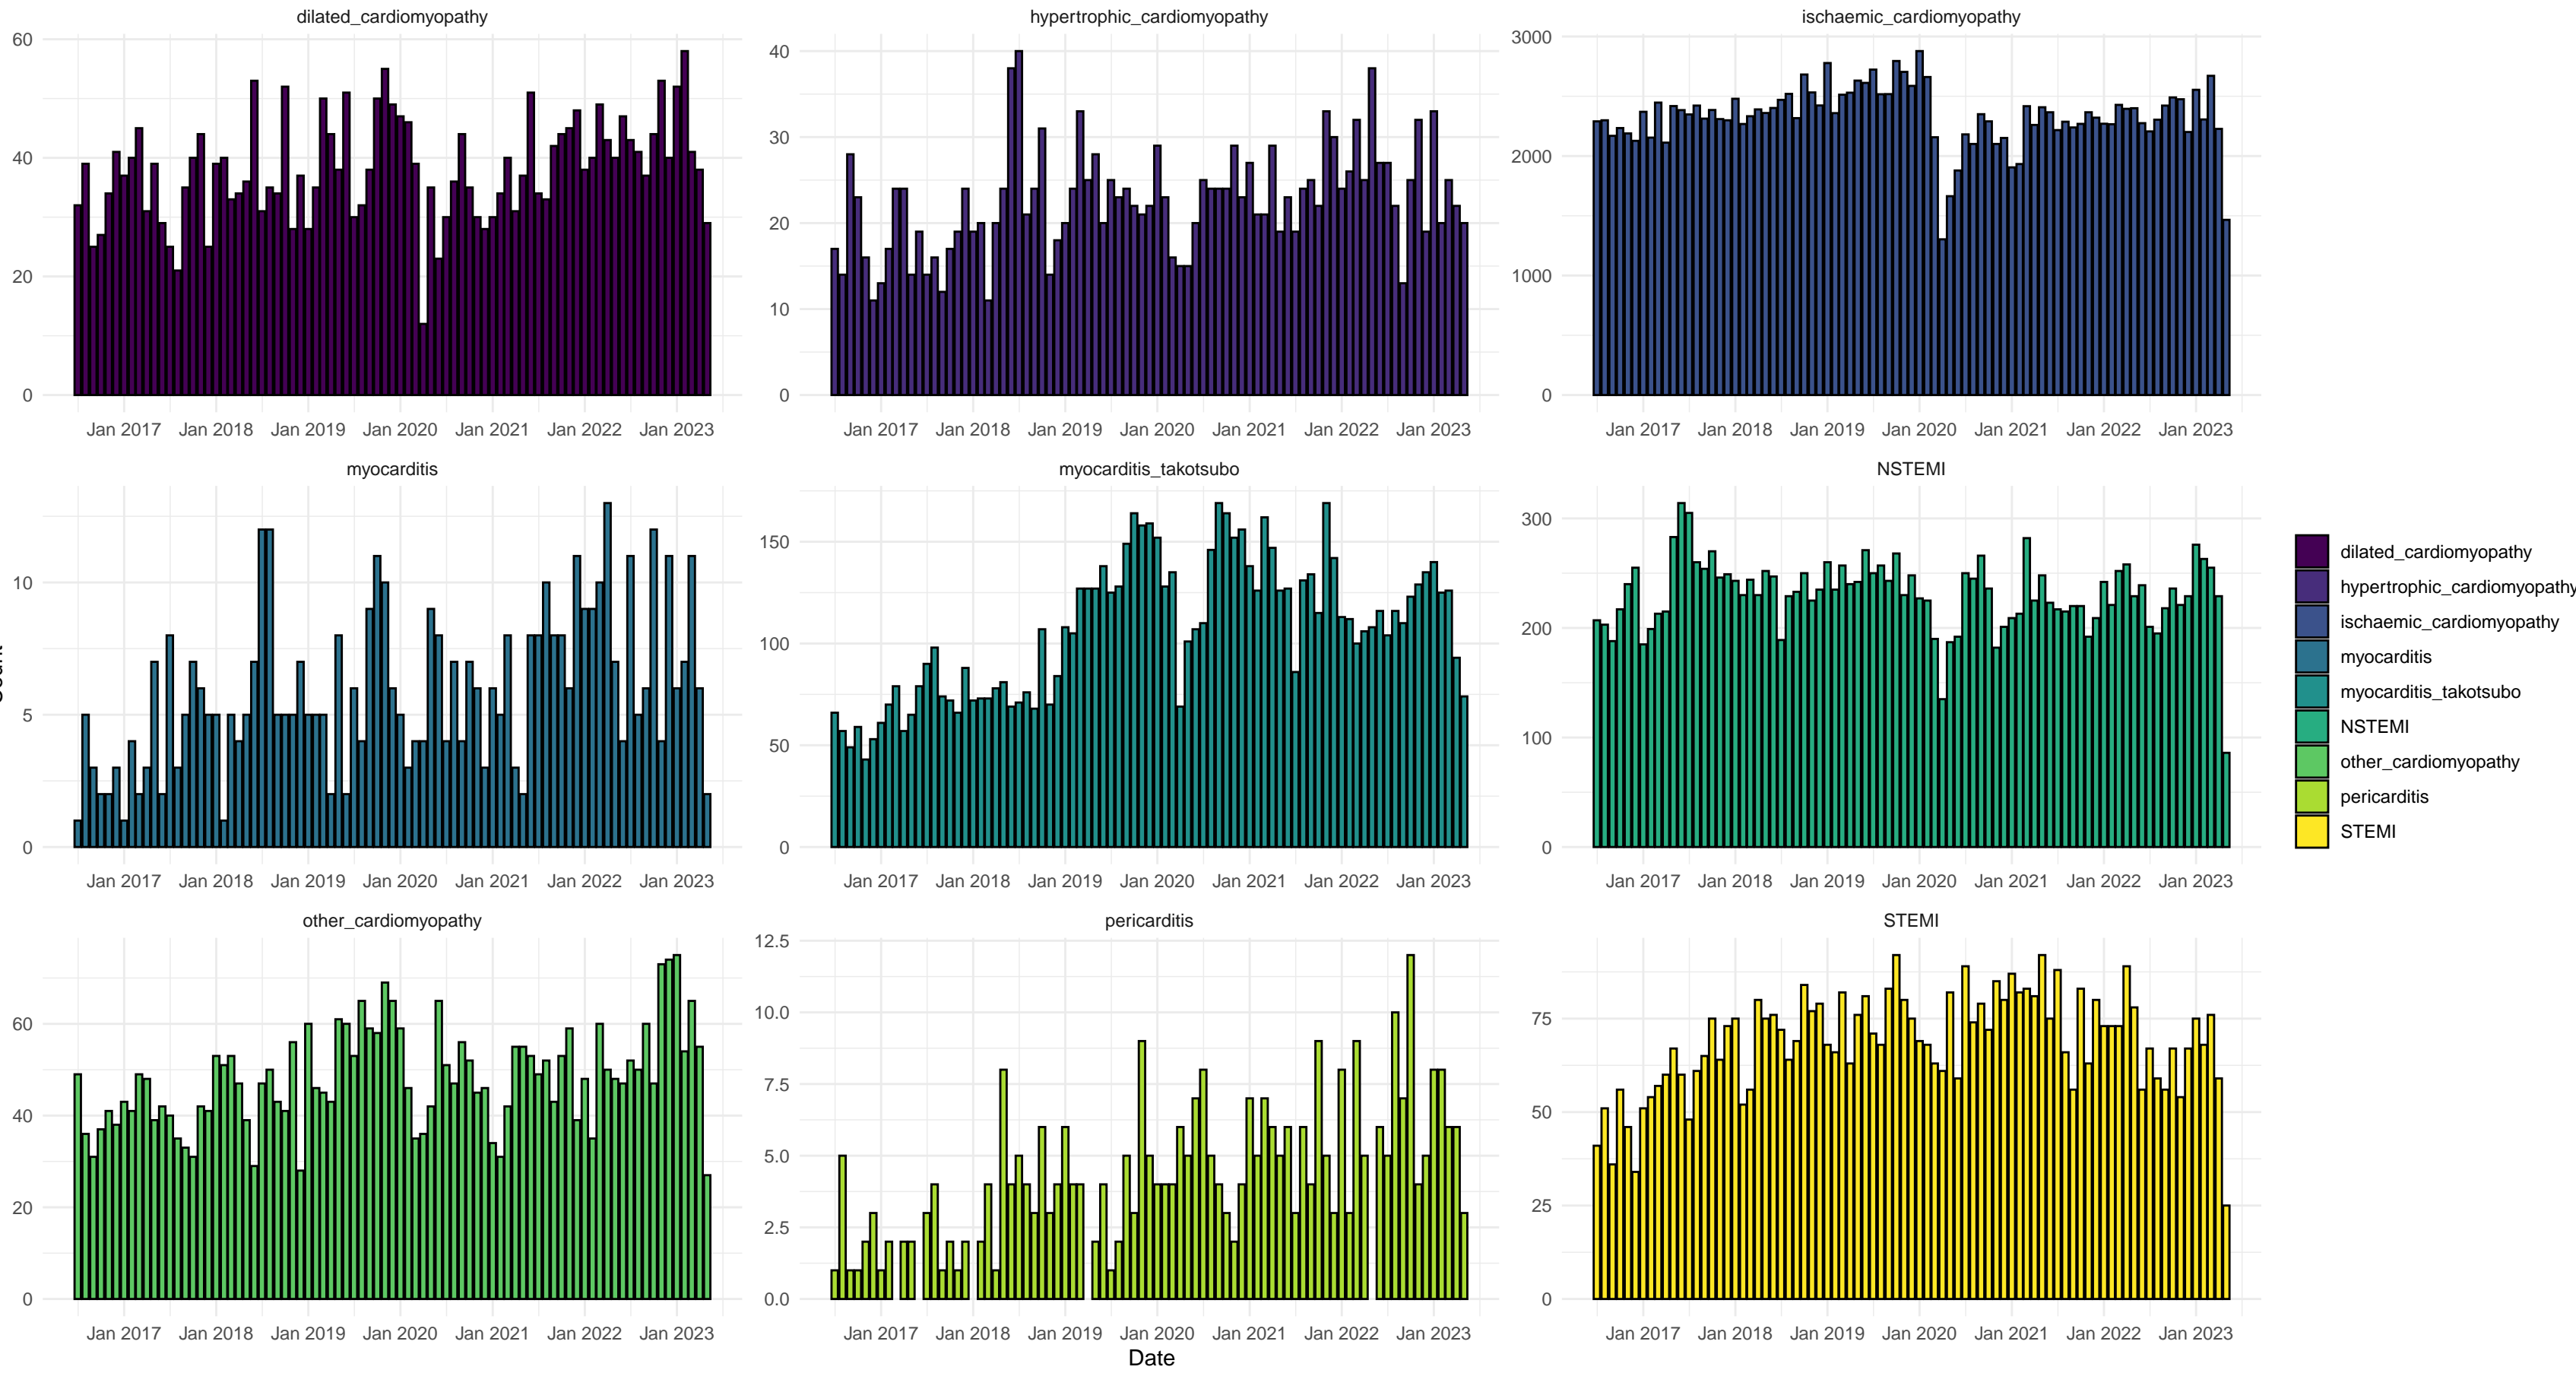 dilated_cardiomyopathy hypertrophic_cardiomyopathy ischaemic_cardiomyopathy
60
40
20
0
40
30
20
10
0
3000
2000
1000
0
Jan 2017 Jan 2018 Jan 2019 Jan 2020 Jan 2021 Jan 2022 Jan 2023
Jan 2017 Jan 2018 Jan 2019 Jan 2020 Jan 2021 Jan 2022 Jan 2023
Jan 2017 Jan 2018 Jan 2019 Jan 2020 Jan 2021 Jan 2022 Jan 2023
myocarditis myocarditis_takotsubo NSTEMI
10
5
0
150
100
50
0
300
200
100
0
Jan 2017 Jan 2018 Jan 2019 Jan 2020 Jan 2021 Jan 2022 Jan 2023
Jan 2017 Jan 2018 Jan 2019 Jan 2020 Jan 2021 Jan 2022 Jan 2023
Jan 2017 Jan 2018 Jan 2019 Jan 2020 Jan 2021 Jan 2022 Jan 2023
other_cardiomyopathy pericarditis STEMI
60
40
20
0
12.5
10.0
7.5
5.0
2.5
0.0
75
50
25
0
Jan 2017 Jan 2018 Jan 2019 Jan 2020 Jan 2021 Jan 2022 Jan 2023
Jan 2017 Jan 2018 Jan 2019 Jan 2020 Jan 2021 Jan 2022 Jan 2023
Jan 2017 Jan 2018 Jan 2019 Jan 2020 Jan 2021 Jan 2022 Jan 2023
Date
dilated_cardiomyopathy
hypertrophic_cardiomyopathy
ischaemic_cardiomyopathy
myocarditis
myocarditis_takotsubo
NSTEMI
other_cardiomyopathy
pericarditis
STEMI